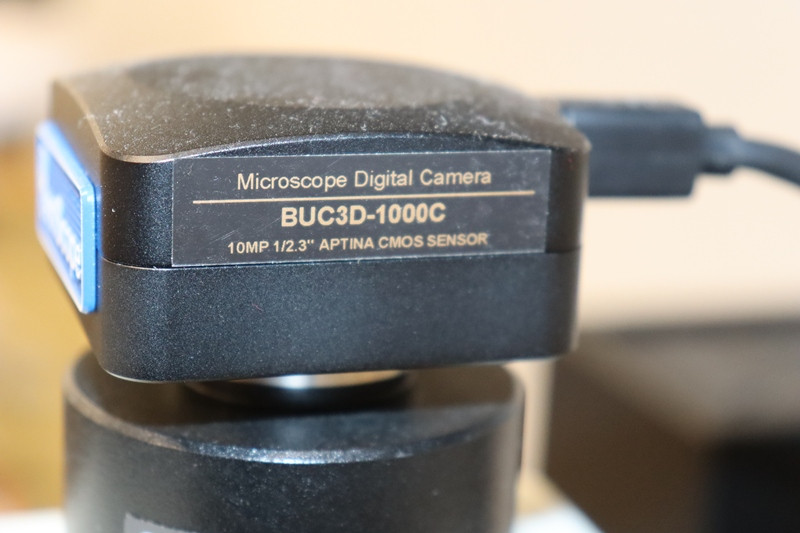 Microscope Digital Camera
BUC3D-1000C
10MP 1/2.3" APTINA CMOS SENSOR